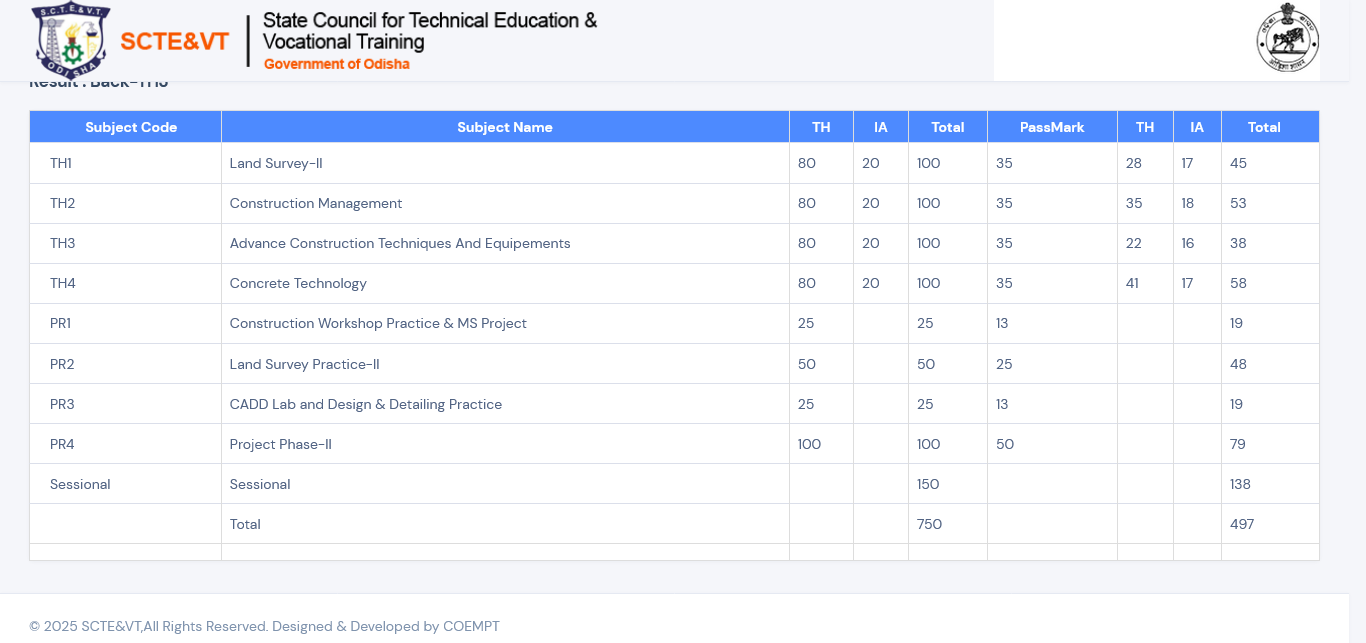 S.C.T.E.&V.T.
ODISHA
SCTE&VT
State Council for Technical Education &
Vocational Training
Government of Odisha
Result : Back-TH3
Subject Code Subject Name TH IA Total PassMark TH IA Total
TH1 Land Survey-II 80 20 100 35 28 17 45
TH2 Construction Management 80 20 100 35 35 18 53
TH3 Advance Construction Techniques And Equipements 80 20 100 35 22 16 38
TH4 Concrete Technology 80 20 100 35 41 17 58
PR1 Construction Workshop Practice & MS Project 25 25 13 19
PR2 Land Survey Practice-II 50 50 25 48
PR3 CADD Lab and Design & Detailing Practice 25 25 13 19
PR4 Project Phase-II 100 100 50 79
Sessional Sessional 150 138
Total 750 497
© 2025 SCTE&VT,All Rights Reserved. Designed & Developed by COEMPT